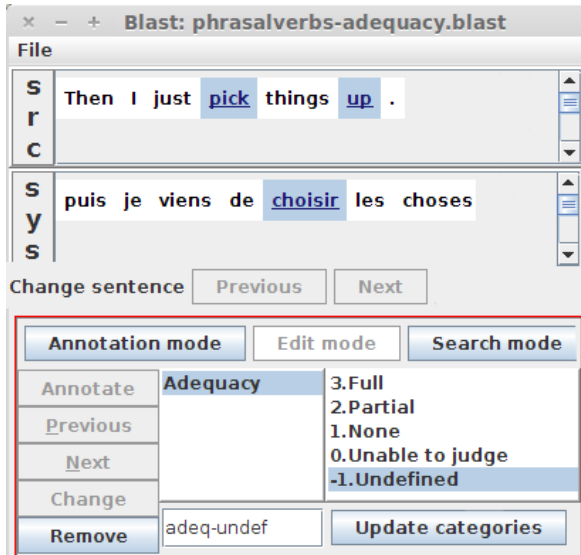 Blast: phrasalverbs-adequacy.blast
File
src
Then I just pick things up .
sys
puis je viens de choisir les choses
Change sentence Previous Next
Annotation mode Edit mode Search mode
Annotate
Previous
Next
Change
Remove
Adequacy
3.Full
2.Partial
1.None
0.Unable to judge
-1.Undefined
adeq-undef Update categories